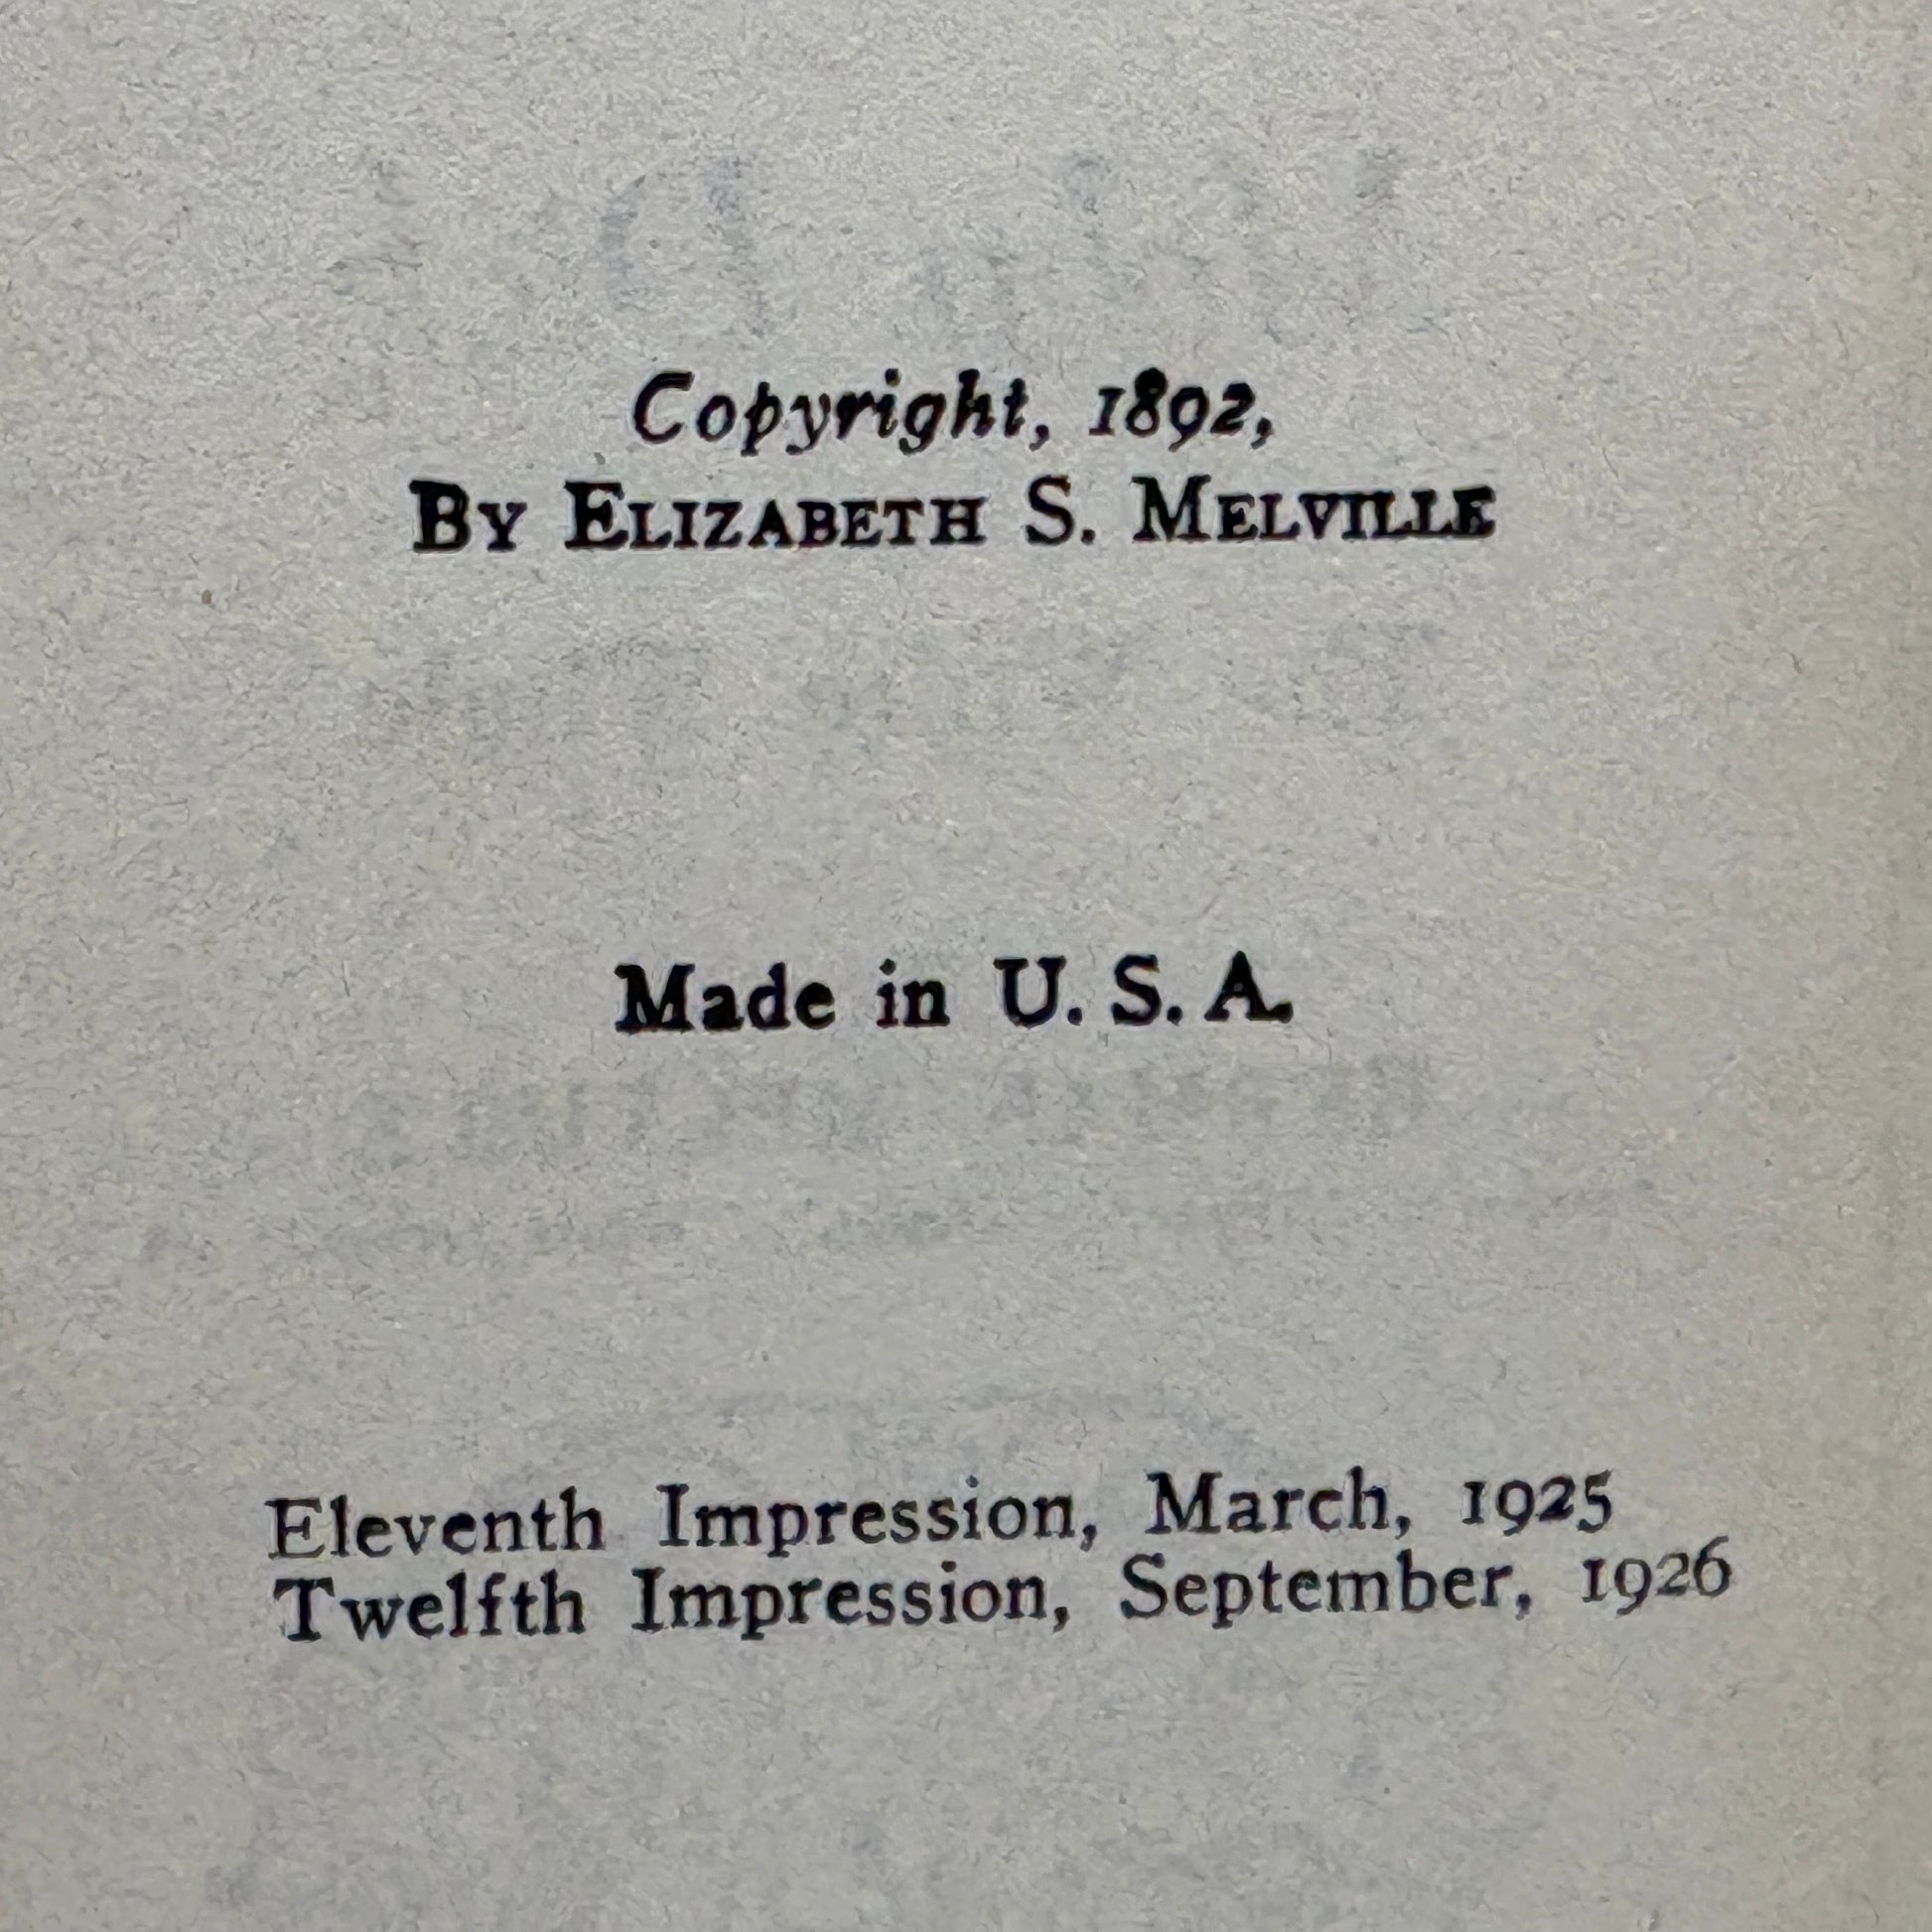 Copyright, 1892,
By Elizabeth S. Melville
Made in U. S. A.
Eleventh Impression, March, 1925
Twelfth Impression, September, 1926